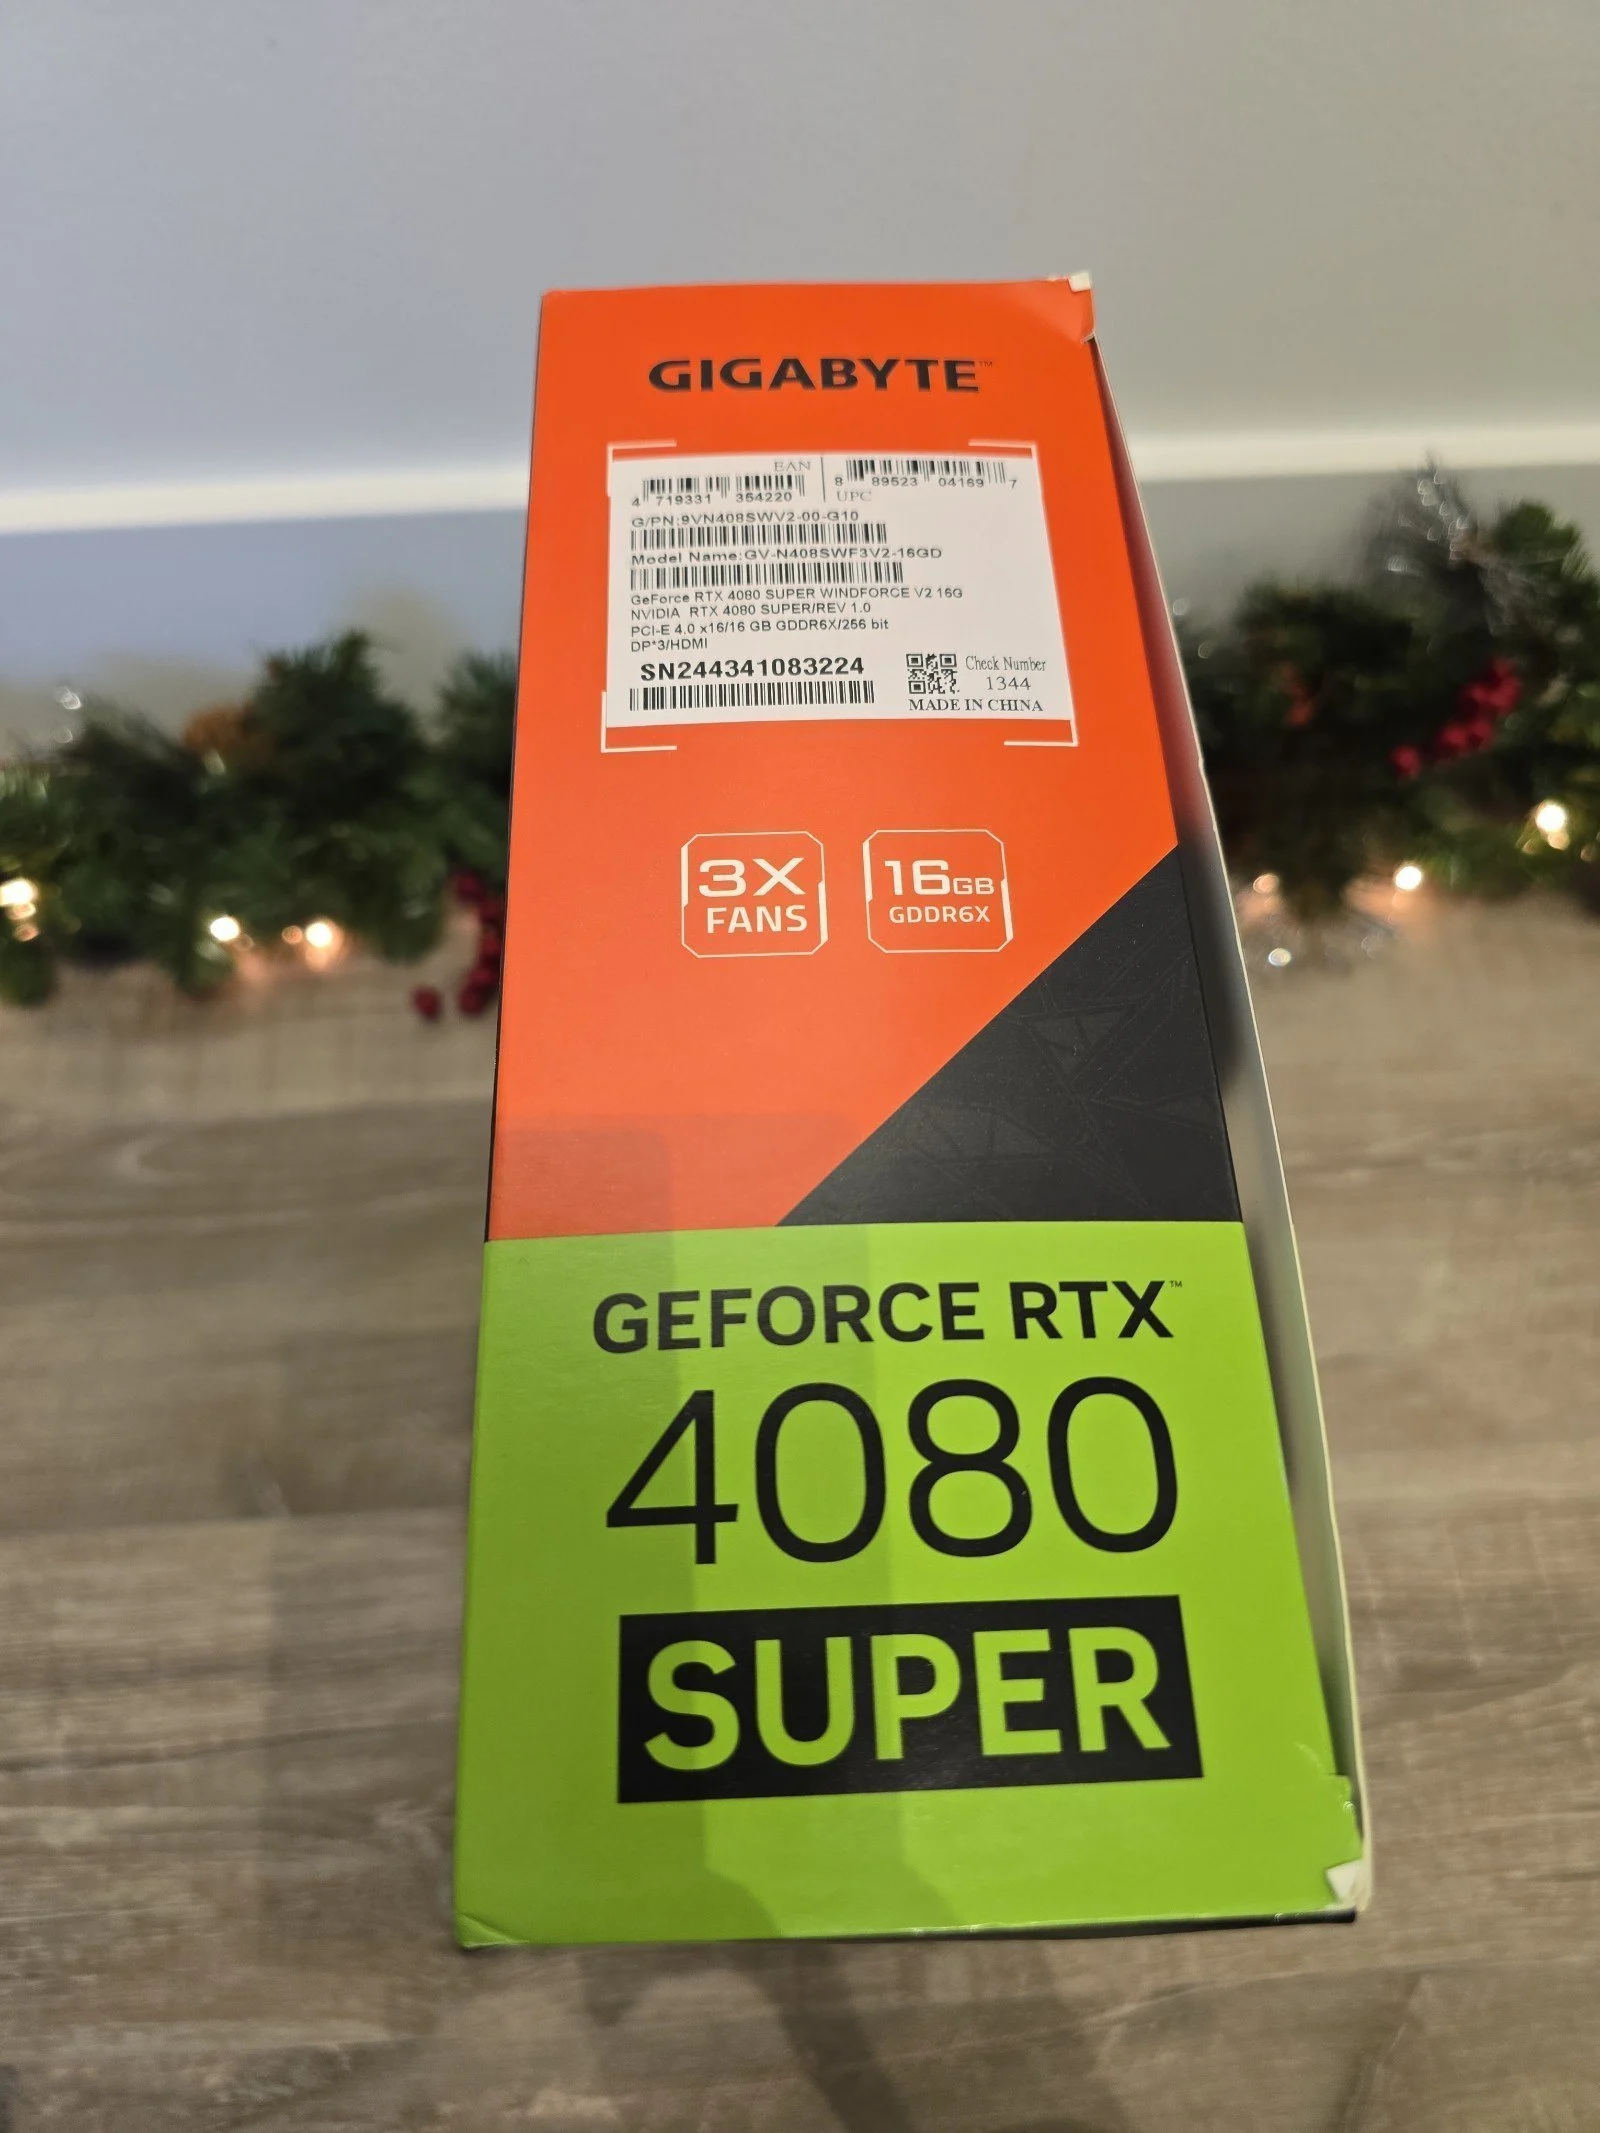 GIGABYTE™
EAN
4 719331 354220
8 89523 04169 7
UPC
G/PN:9VN408SWV2-00-G10
Model Name:GV-N408SWF3V2-16GD
GeForce RTX 4080 SUPER WINDFORCE V2 16G
NVIDIA RTX 4080 SUPER/REV 1.0
PCI-E 4.0 x16/16 GB GDDR6X/256 bit
DP*3/HDMI
SN244341083224
Check Number
1344
MADE IN CHINA
3X
FANS
16GB
GDDR6X
GEFORCE RTX™
4080
SUPER